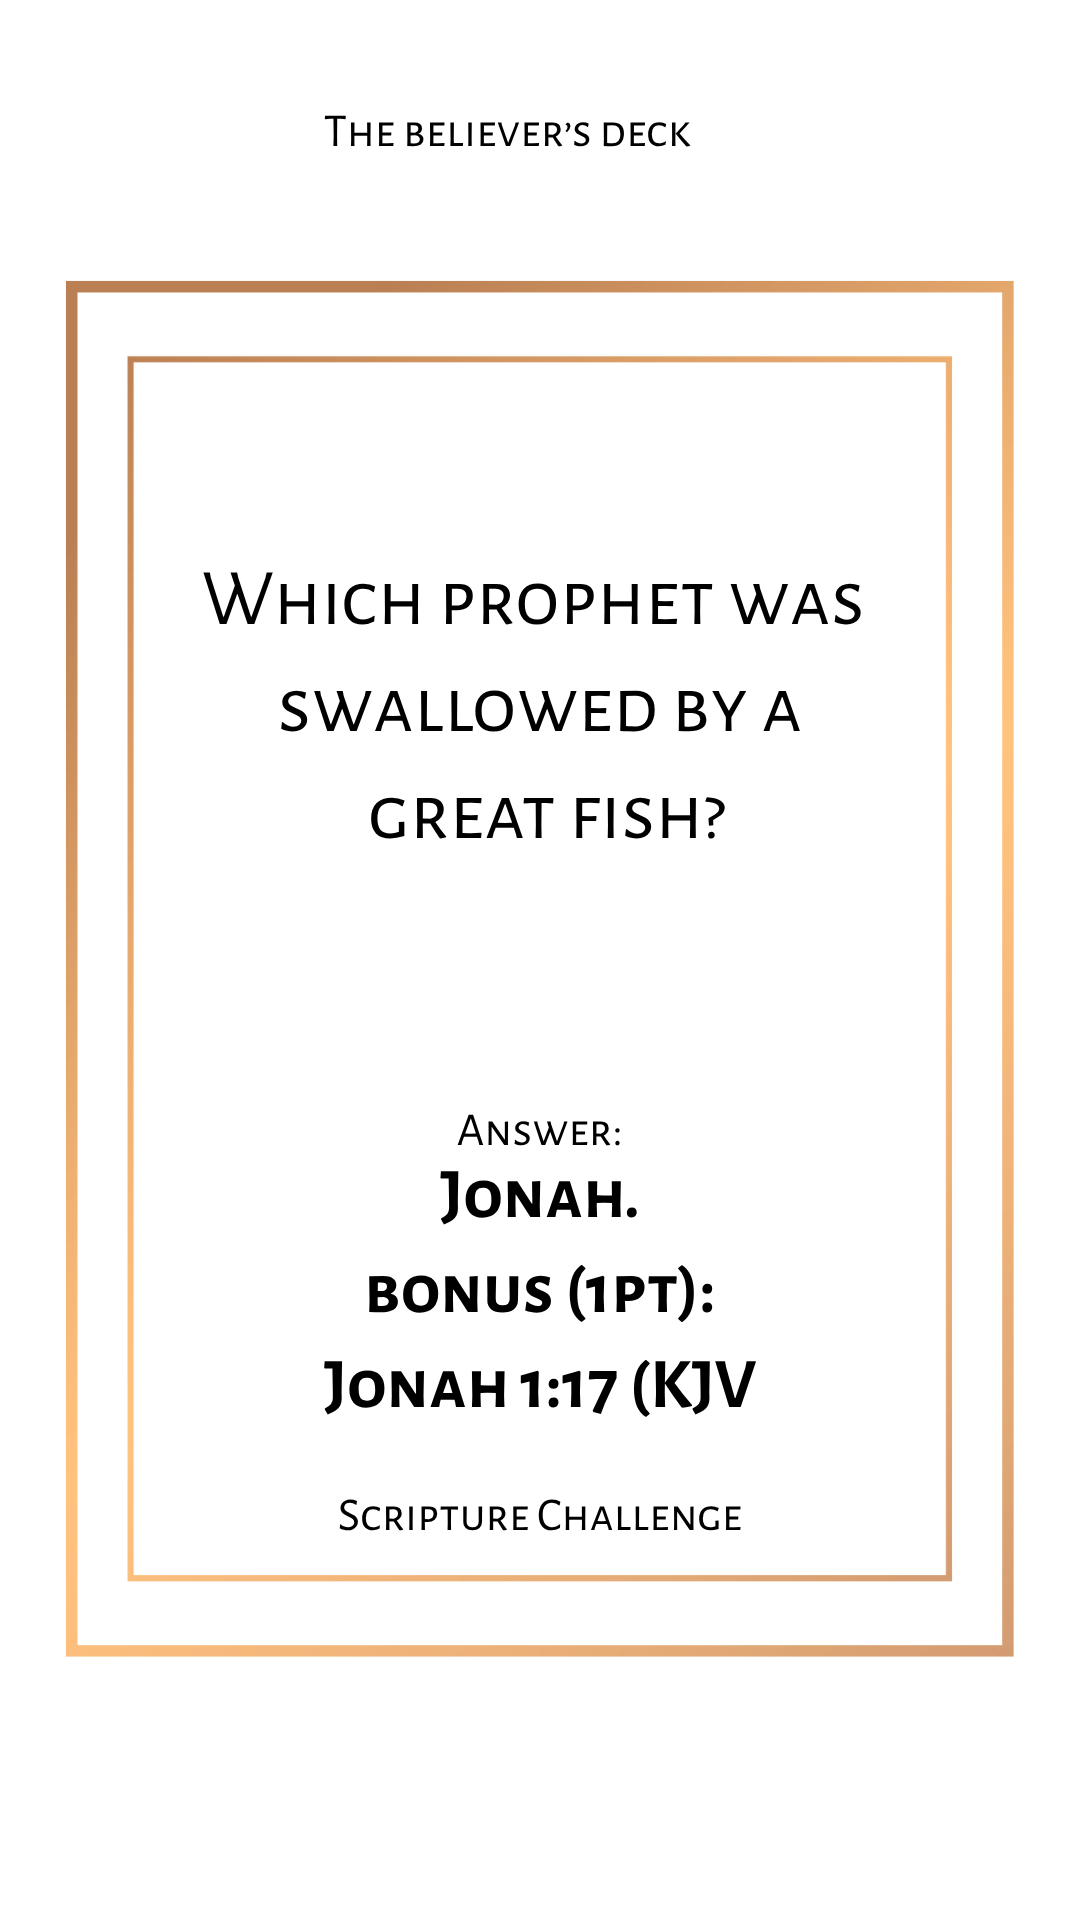 The believer’s deck
Which prophet was
swallowed by a
great fish?
Answer:
Jonah.
bonus (1pt):
Jonah 1:17 (KJV
Scripture Challenge